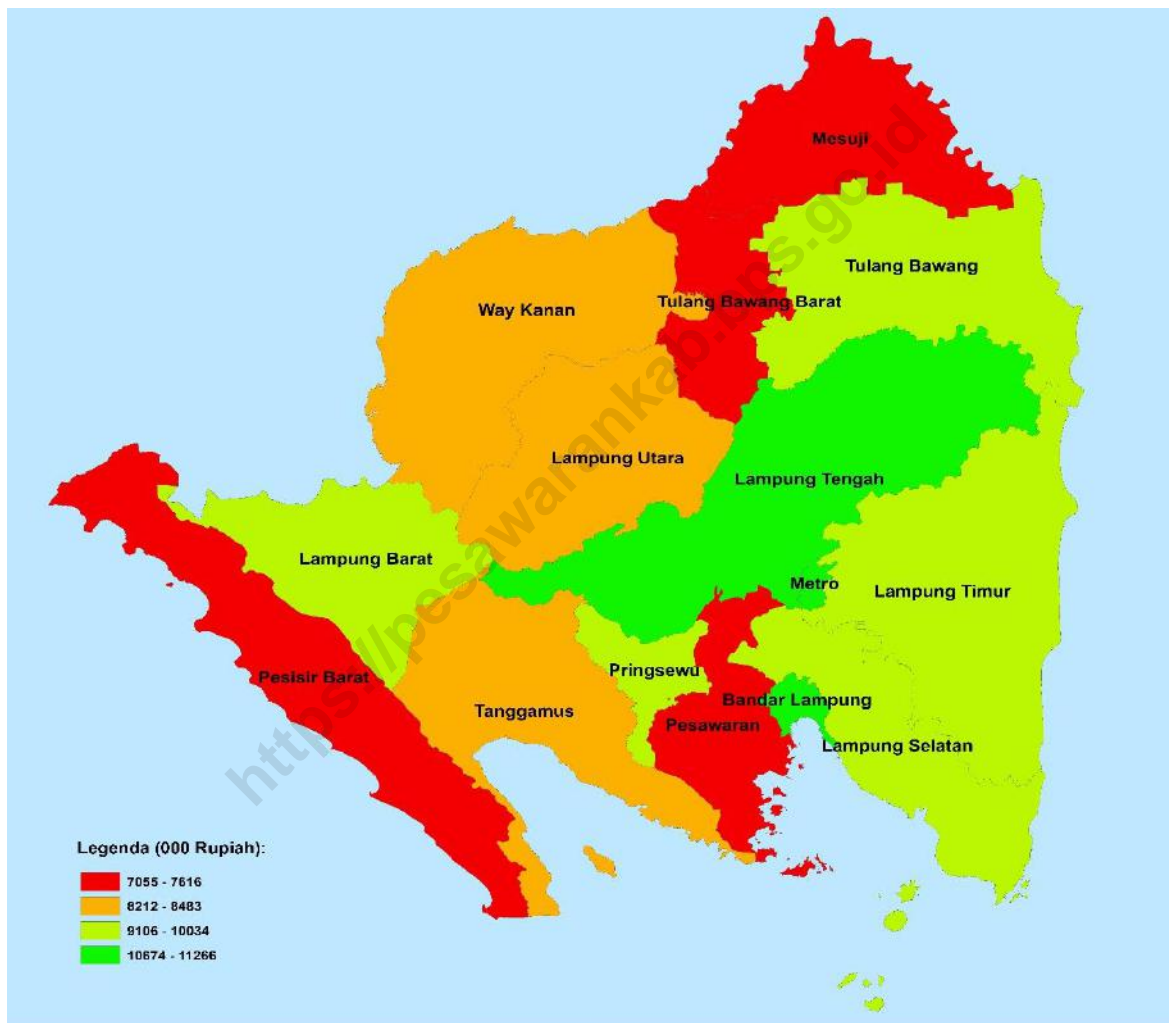 Mesuji
Tulang Bawang
Tulang Bawang Barat
Way Kanan
Lampung Utara
Lampung Tengah
Lampung Barat
Metro
Lampung Timur
Pringsewu
Pesisir Barat
Bandar Lampung
Tanggamus
Pesawaran
Lampung Selatan
https://pesawarankab.bps.go.id
Legenda (000 Rupiah):
7055 - 7616
8212 - 8483
9106 - 10034
10674 - 11266